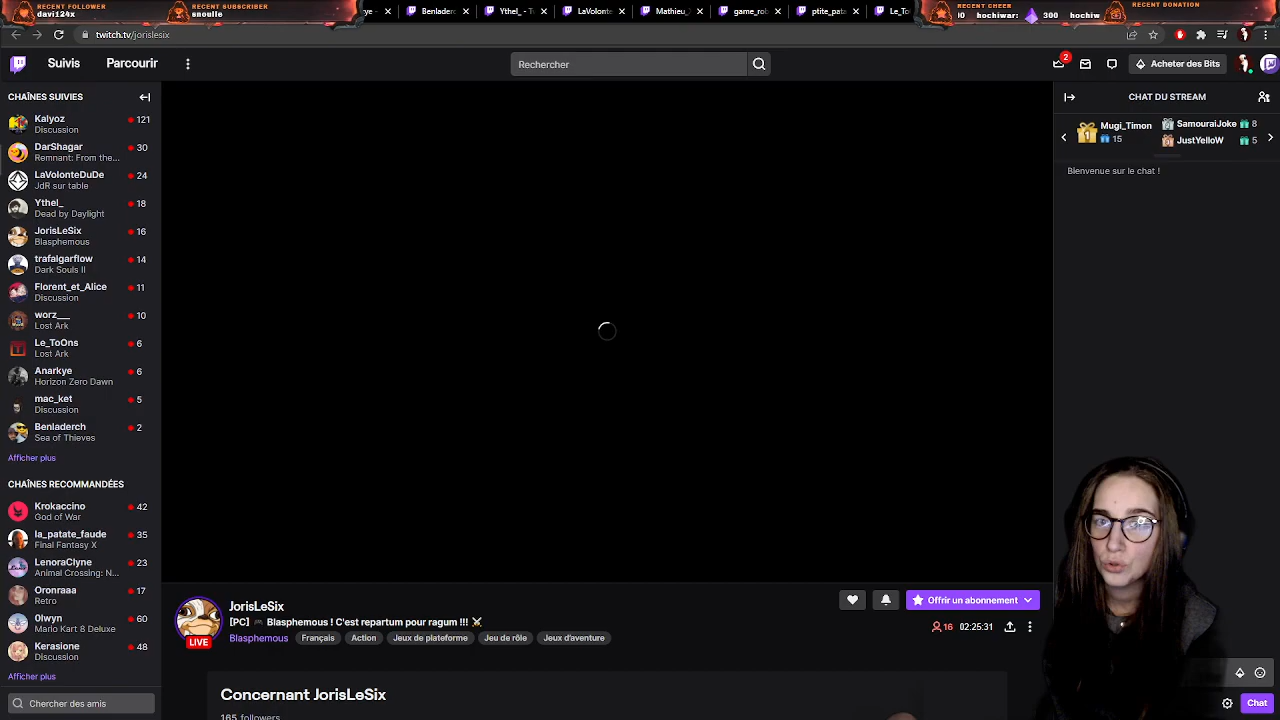 RECENT FOLLOWER
davi124x
RECENT SUBSCRIBER
snoulie
Benladerc
Ythel_ - Tw
LaVolonte
Mathieu_
game_rob
ptite_pata
Le_To
RECENT CHEER
hochiwar:
300
hochiw
RECENT DONATION
twitch.tv/jorislesix
Suivis
Parcourir
Rechercher
2
Acheter des Bits
CHAÎNES SUIVIES
Kalyoz
121
Discussion
DarShagar
30
Remnant: From the...
LaVolonteDuDe
24
JdR sur table
Ythel_
18
Dead by Daylight
JorisLeSix
16
Blasphemous
trafalgarflow
14
Dark Souls II
Florent_et_Alice
11
Discussion
worz___
10
Lost Ark
Le_ToOns
6
Lost Ark
Anarkye
6
Horizon Zero Dawn
mac_ket
5
Discussion
Benladerch
2
Sea of Thieves
Afficher plus
CHAÎNES RECOMMANDÉES
Krokaccino
42
God of War
la_patate_faude
35
Final Fantasy X
LenoraClyne
23
Animal Crossing: N...
Oronraaa
17
Retro
0lwyn
60
Mario Kart 8 Deluxe
Kerasione
48
Discussion
Afficher plus
Chercher des amis
LIVE
JorisLeSix
[PC] 🎮 Blasphemous ! C'est repartum pour ragum !!! ⚔️
Blasphemous
Français
Action
Jeux de plateforme
Jeu de rôle
Jeux d'aventure
Offrir un abonnement
16
02:25:31
Concernant JorisLeSix
165 followers
CHAT DU STREAM
1
Mugi_Timon
15
SamouraiJoke
8
JustYelloW
5
Bienvenue sur le chat !
Chat